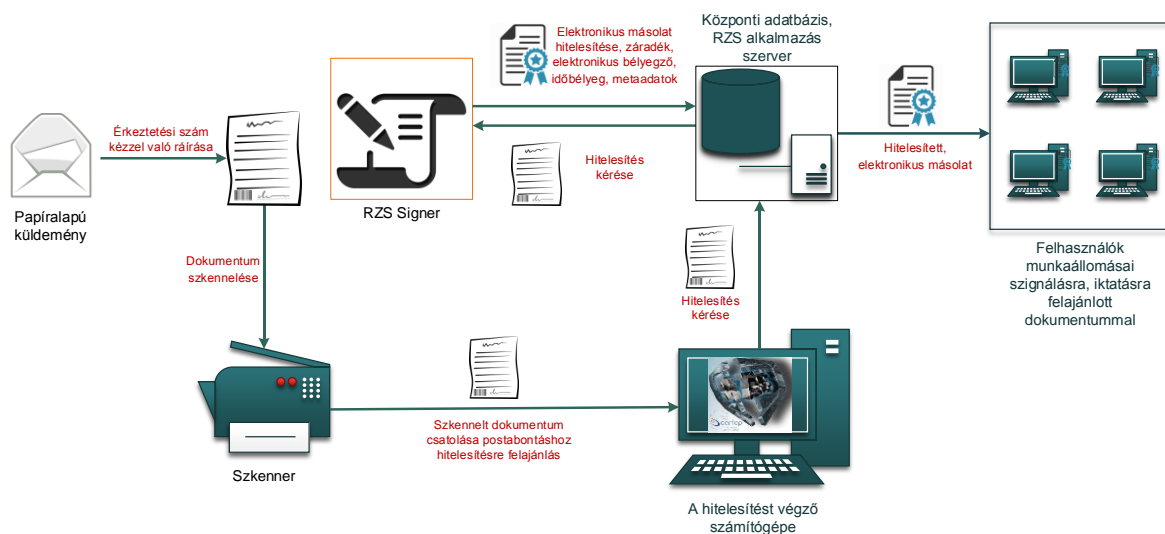 Papíralapú
küldemény
Érkeztetési szám
kézzel való ráírása
Dokumentum
szkennelése
Szkenner
Szkennelt dokumentum
csatolása postabontáshoz
hitelesítésre felajánlás
A hitelesítést végző
számítógépe
Hitelesítés
kérése
RZS Signer
Hitelesítés
kérése
Elektronikus másolat
hitelesítése, záradék,
elektronikus bélyegző,
időbélyeg, metaadatok
Központi adatbázis,
RZS alkalmazás
szerver
Hitelesített,
elektronikus másolat
Felhasználók
munkaállomásai
szignálásra, iktatásra
felajánlott
dokumentummal